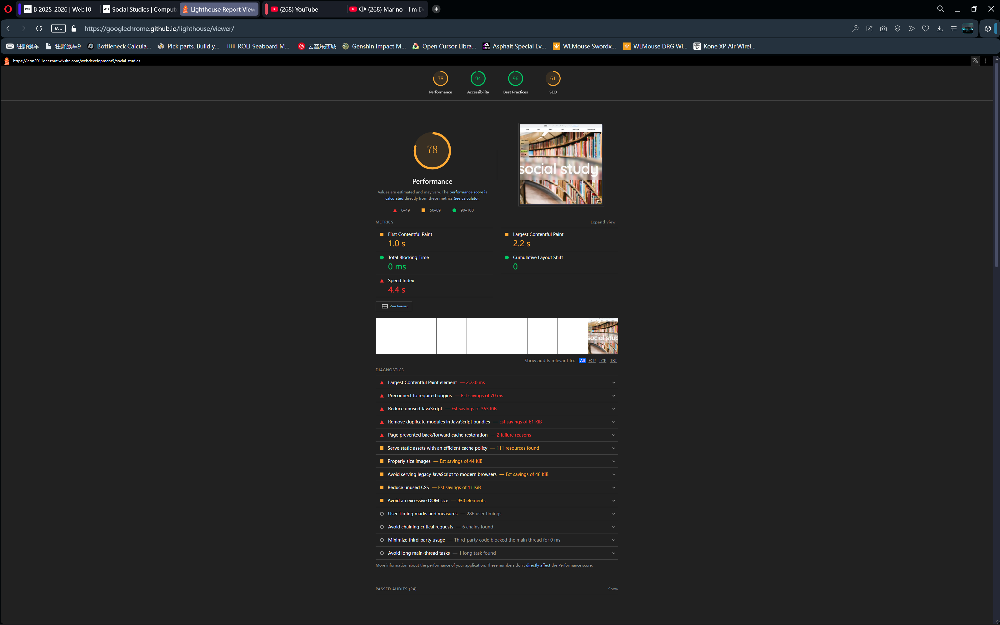 B 2025-2026 | Web10
Social Studies | Comput
Lighthouse Report View
(268) YouTube
(268) Marino - I'm D
V...
https://googlechrome.github.io/lighthouse/viewer/
狂野飙车
狂野飙车9
Bottleneck Calcula...
Pick parts. Build y...
ROLI Seaboard M...
云音乐商城
Genshin Impact M...
Open Cursor Libra...
Asphalt Special Ev...
WLMouse Swordx...
WLMouse DRG Wi...
Kone XP Air Wirel...
https://leon2011deeznut.wixsite.com/webdevelopment9/social-studies
78
94
96
61
Performance
Accessibility
Best Practices
SEO
78
Performance
Values are estimated and may vary. The performance score is
calculated directly from these metrics. See calculator.
0–49
50–89
90–100
social study
METRICS
Expand view
First Contentful Paint
1.0 s
Largest Contentful Paint
2.2 s
Total Blocking Time
0 ms
Cumulative Layout Shift
0
Speed Index
4.4 s
View Treemap
social stud
Show audits relevant to: All FCP LCP TBT
DIAGNOSTICS
Largest Contentful Paint element — 2,230 ms
Preconnect to required origins — Est savings of 70 ms
Reduce unused JavaScript — Est savings of 353 KiB
Remove duplicate modules in JavaScript bundles — Est savings of 61 KiB
Page prevented back/forward cache restoration — 2 failure reasons
Serve static assets with an efficient cache policy — 111 resources found
Properly size images — Est savings of 44 KiB
Avoid serving legacy JavaScript to modern browsers — Est savings of 48 KiB
Reduce unused CSS — Est savings of 11 KiB
Avoid an excessive DOM size — 950 elements
User Timing marks and measures — 286 user timings
Avoid chaining critical requests — 6 chains found
Minimize third-party usage — Third-party code blocked the main thread for 0 ms
Avoid long main-thread tasks — 1 long task found
More information about the performance of your application. These numbers don't directly affect the Performance score.
PASSED AUDITS (24)
Show